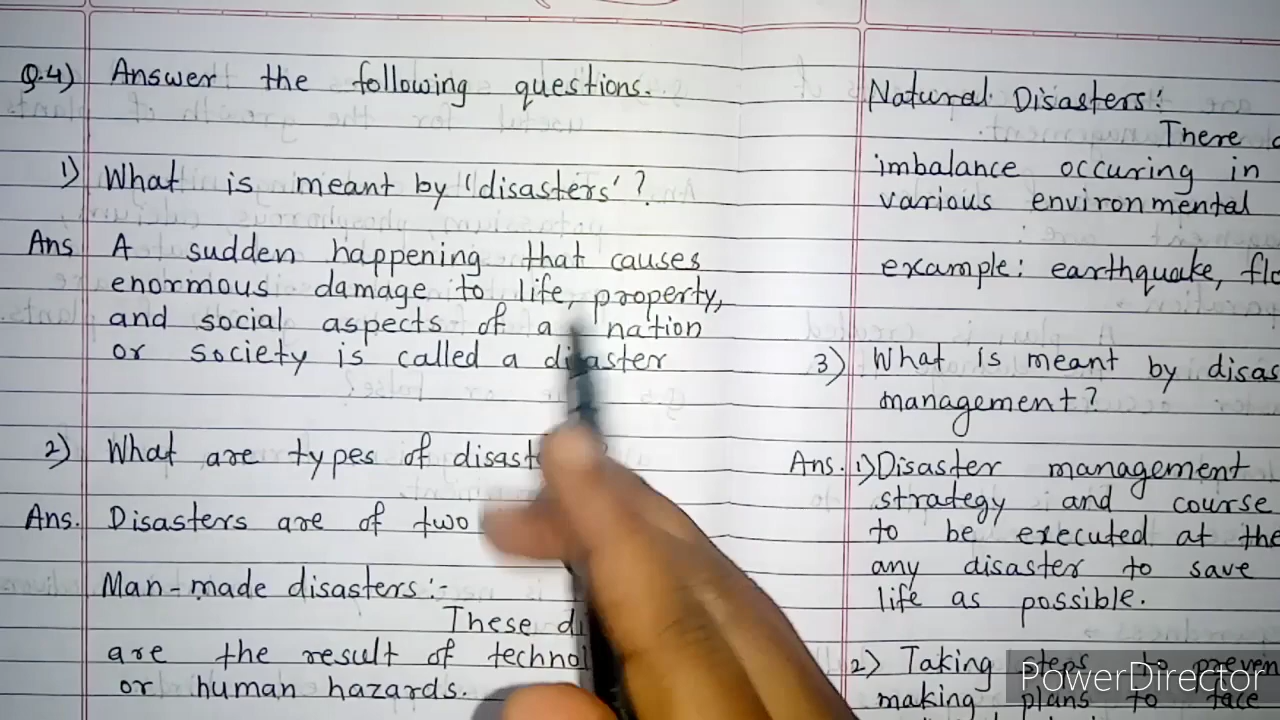 Q.4) Answer the following questions.
1) What is meant by 'disasters'?
Ans A sudden happening that causes
enormous damage to life, property,
and social aspects of a nation
or society is called a disaster
2) What are types of
Ans. Disasters are of two
Man-made disasters:-
These
are the result of
or human hazards.
Natural Disasters:
There
imbalance occuring in
various environmental
example: earthquake,
3) What is meant by
management?
Ans. 1) Disaster management
strategy and course
to be executed at the
any disaster to save
life as possible.
2) Taking steps to
making plans to face
PowerDirector